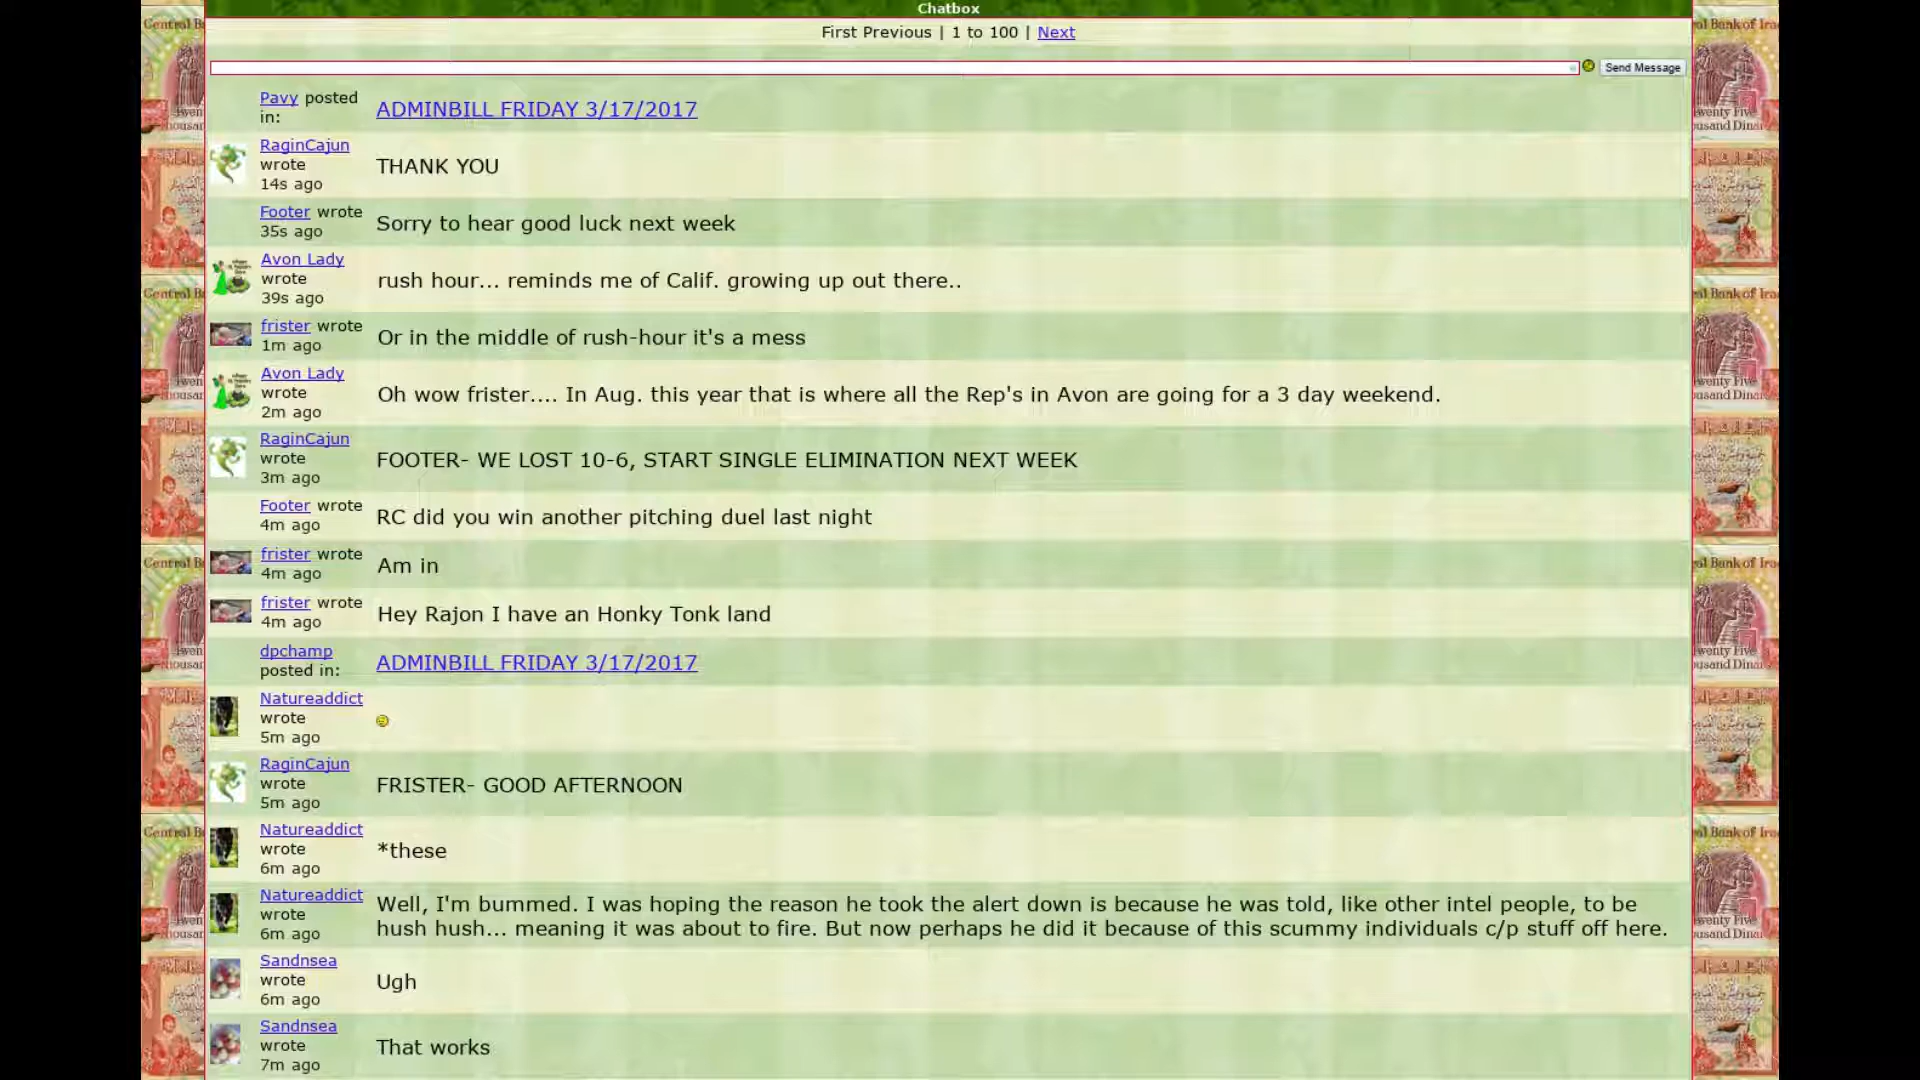 Chatbox
First Previous | 1 to 100 | Next
Send Message
Pavy posted
in:
ADMINBILL FRIDAY 3/17/2017
RaginCajun
wrote
14s ago
THANK YOU
Footer wrote
35s ago
Sorry to hear good luck next week
Avon Lady
wrote
39s ago
rush hour... reminds me of Calif. growing up out there..
frister wrote
1m ago
Or in the middle of rush-hour it's a mess
Avon Lady
wrote
2m ago
Oh wow frister.... In Aug. this year that is where all the Rep's in Avon are going for a 3 day weekend.
RaginCajun
wrote
3m ago
FOOTER- WE LOST 10-6, START SINGLE ELIMINATION NEXT WEEK
Footer wrote
4m ago
RC did you win another pitching duel last night
frister wrote
4m ago
Am in
frister wrote
4m ago
Hey Rajon I have an Honky Tonk land
dpchamp
posted in:
ADMINBILL FRIDAY 3/17/2017
Natureaddict
wrote
5m ago
RaginCajun
wrote
5m ago
FRISTER- GOOD AFTERNOON
Natureaddict
wrote
6m ago
*these
Natureaddict
wrote
6m ago
Well, I'm bummed. I was hoping the reason he took the alert down is because he was told, like other intel people, to be
hush hush... meaning it was about to fire. But now perhaps he did it because of this scummy individuals c/p stuff off here.
Sandnsea
wrote
6m ago
Ugh
Sandnsea
wrote
7m ago
That works